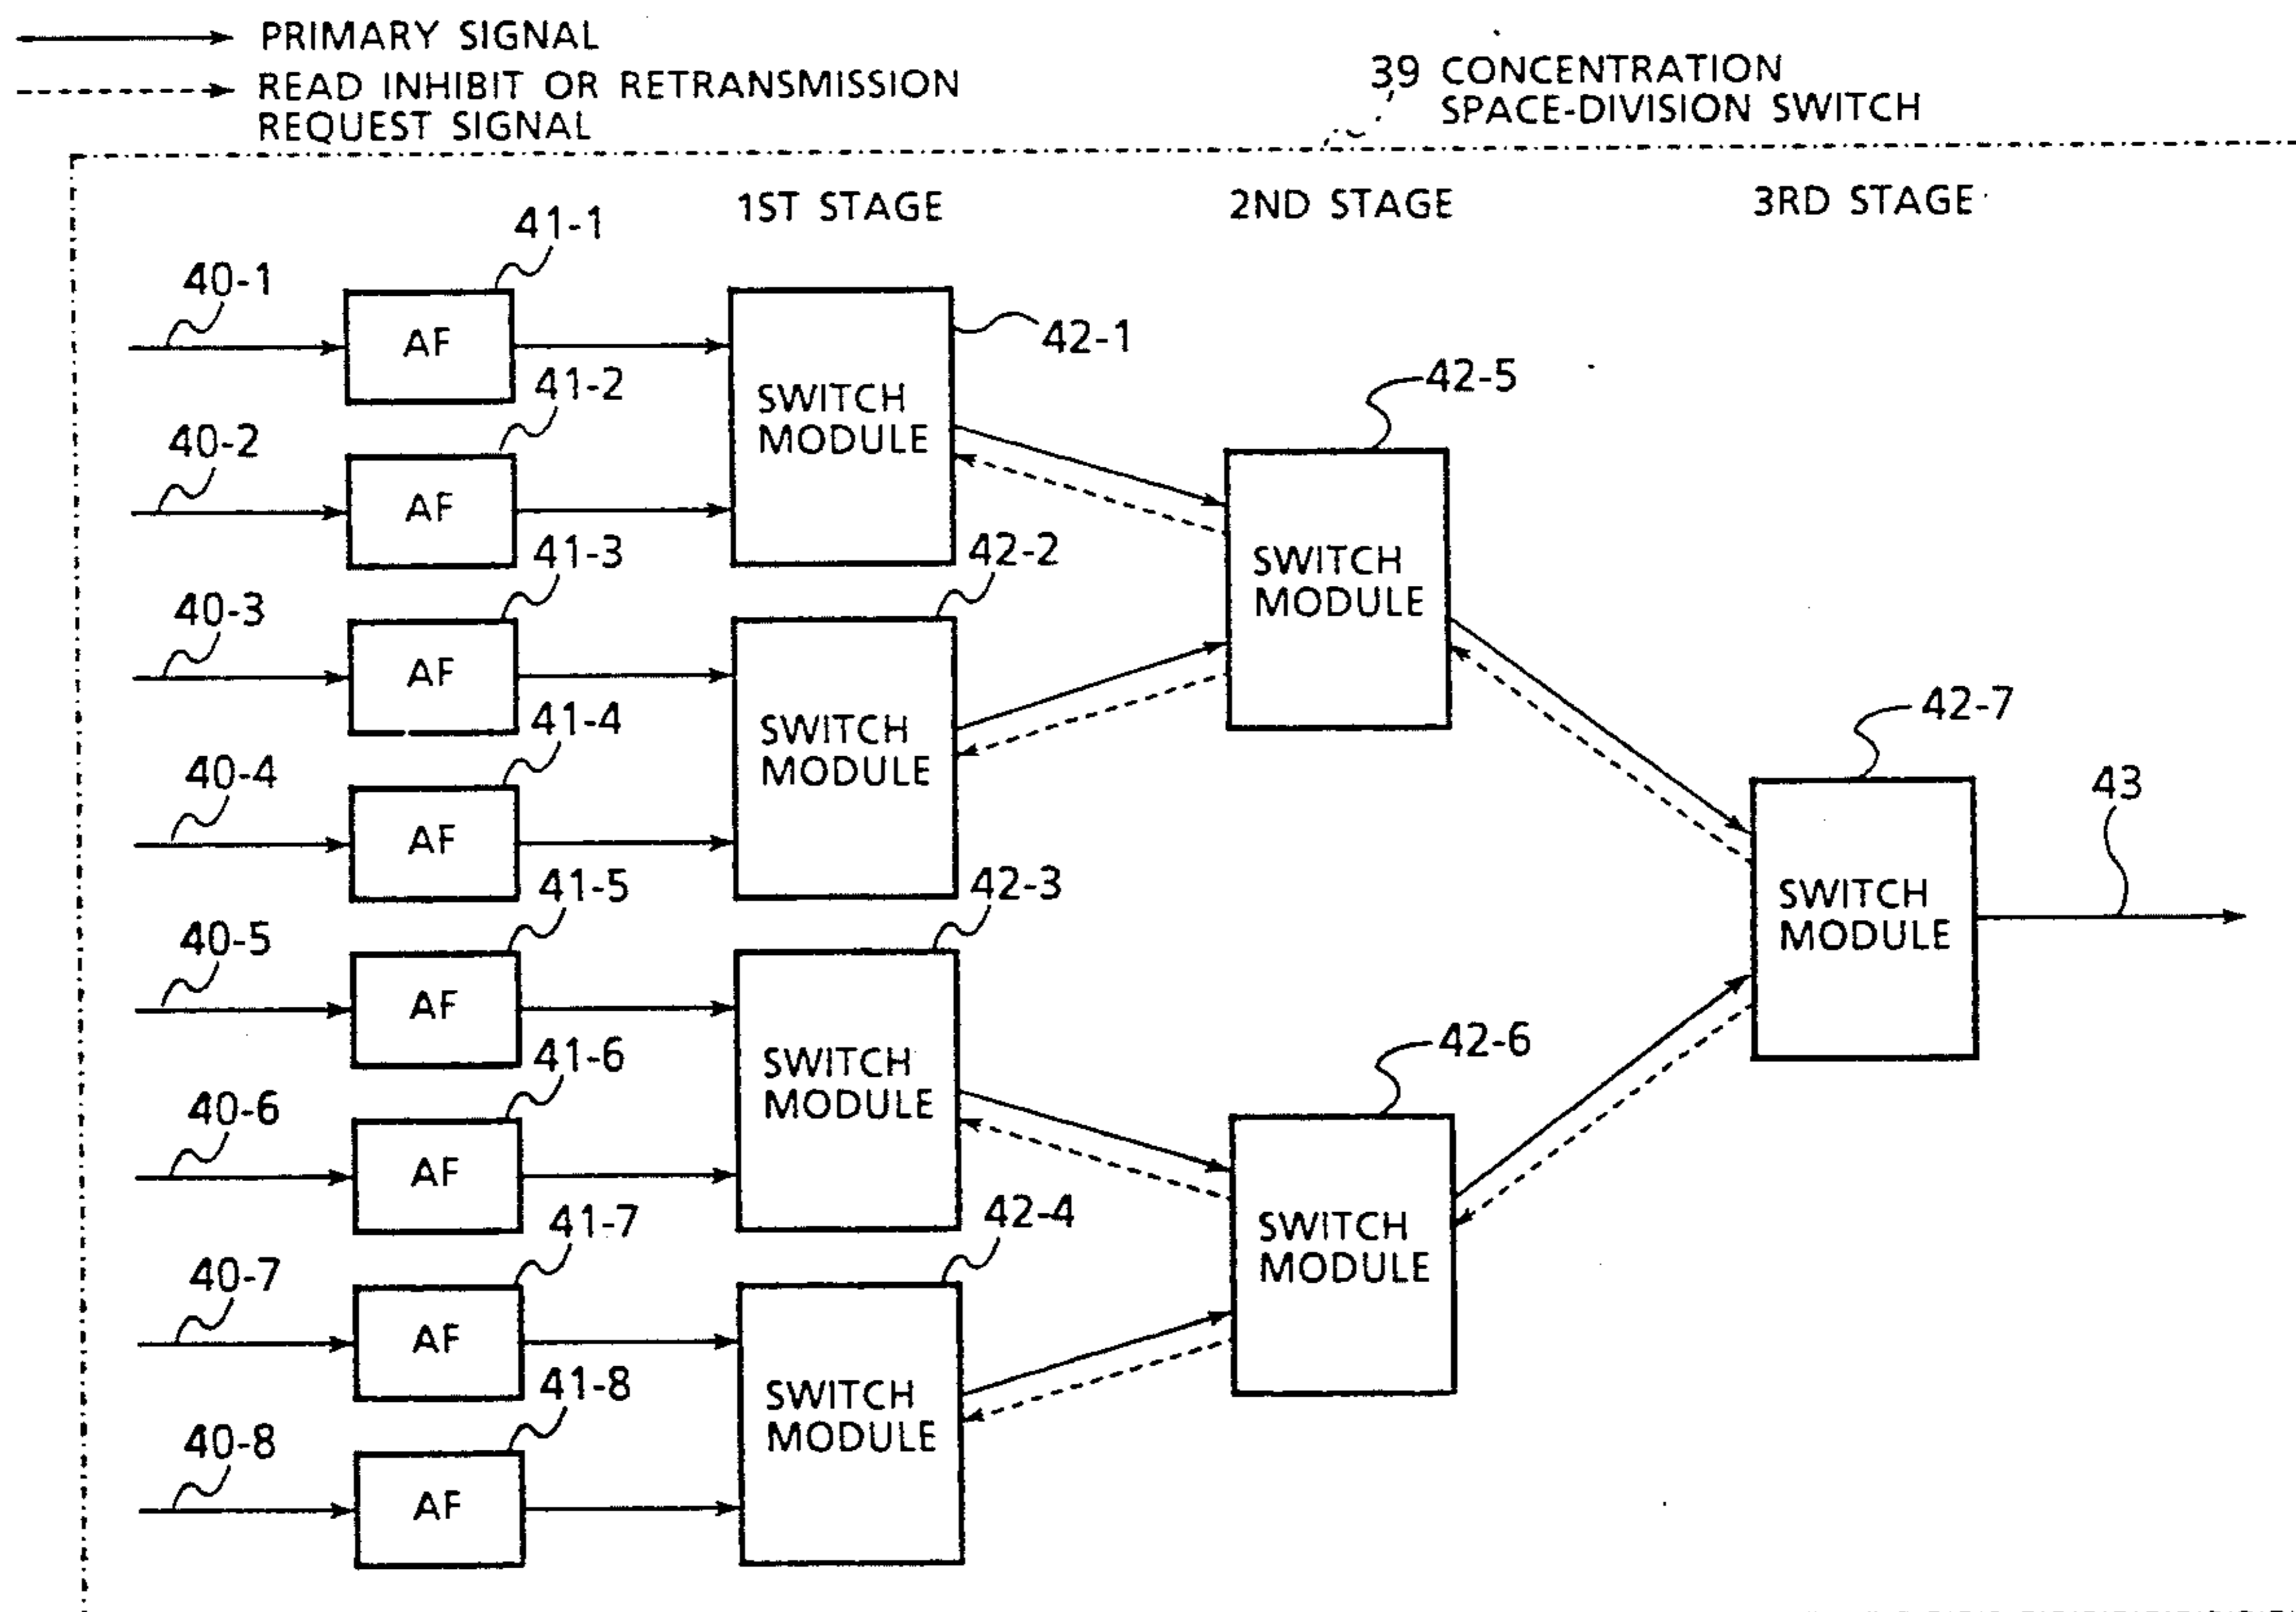 PRIMARY SIGNAL
READ INHIBIT OR RETRANSMISSION
REQUEST SIGNAL
39 CONCENTRATION
SPACE-DIVISION SWITCH
1ST STAGE
2ND STAGE
3RD STAGE
40-1
41-1
AF
42-1
SWITCH
MODULE
40-2
41-2
AF
40-3
41-3
AF
42-2
SWITCH
MODULE
40-4
41-4
AF
40-5
41-5
AF
42-3
SWITCH
MODULE
40-6
41-6
AF
40-7
41-7
AF
42-4
SWITCH
MODULE
40-8
41-8
AF
42-5
SWITCH
MODULE
42-6
SWITCH
MODULE
42-7
SWITCH
MODULE
43